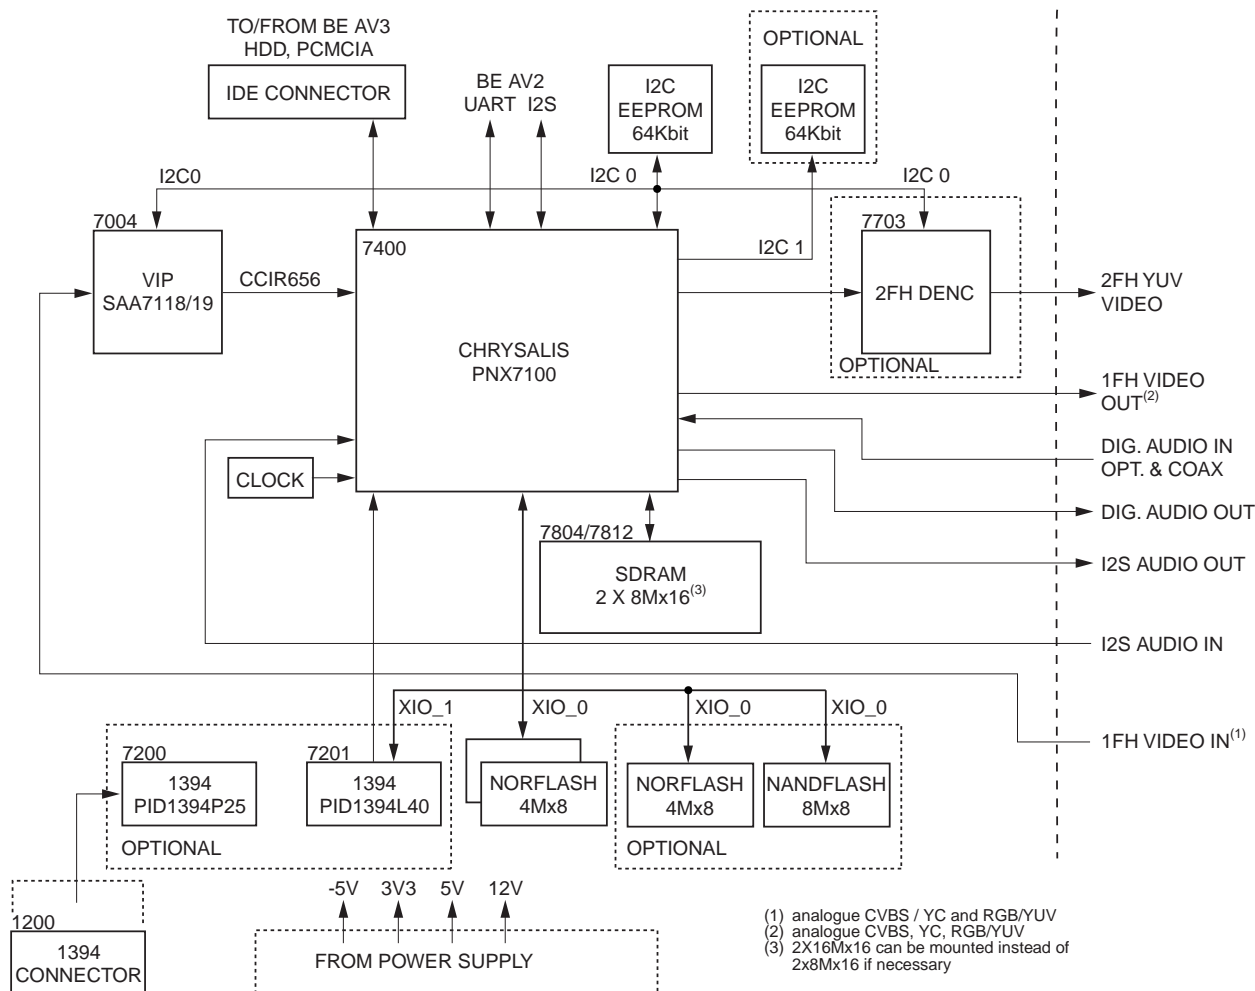 TO/FROM BE AV3
HDD, PCMCIA
IDE CONNECTOR
BE AV2
UART I2S
I2C
EEPROM
64Kbit
OPTIONAL
I2C
EEPROM
64Kbit
I2C0
I2C 0
I2C 0
7004
VIP
SAA7118/19
CCIR656
7400
CHRYSALIS
PNX7100
I2C 1
7703
2FH DENC
OPTIONAL
2FH YUV
VIDEO
1FH VIDEO
OUT(2)
DIG. AUDIO IN
OPT. & COAX
DIG. AUDIO OUT
I2S AUDIO OUT
I2S AUDIO IN
1FH VIDEO IN(1)
CLOCK
7804/7812
SDRAM
2 X 8Mx16(3)
XIO_1
XIO_0
XIO_0
XIO_0
7200
1394
PID1394P25
7201
1394
PID1394L40
OPTIONAL
NORFLASH
4Mx8
NORFLASH
4Mx8
NANDFLASH
8Mx8
OPTIONAL
1200
1394
CONNECTOR
-5V 3V3 5V 12V
FROM POWER SUPPLY
(1) analogue CVBS / YC and RGB/YUV
(2) analogue CVBS, YC, RGB/YUV
(3) 2X16Mx16 can be mounted instead of
2x8Mx16 if necessary